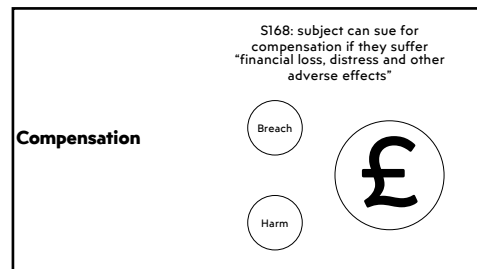 S168: subject can sue for
compensation if they suffer
“financial loss, distress and other
adverse effects”
Breach
Compensation
£
Harm